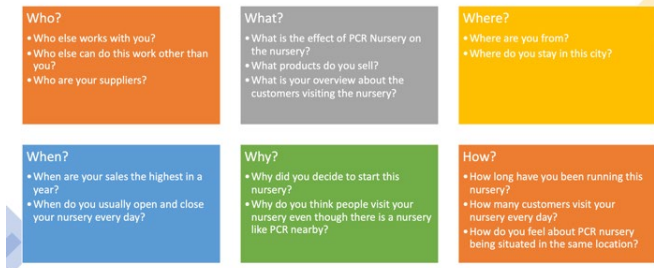 Who?
•Who else works with you?
•Who else can do this work other than
you?
•Who are your suppliers?
What?
•What is the effect of PCR Nursery on
the nursery?
•What products do you sell?
•What is your overview about the
customers visiting the nursery?
Where?
•Where are you from?
•Where do you stay in this city?
When?
•When are your sales the highest in a
year?
•When do you usually open and close
your nursery every day?
Why?
•Why did you decide to start this
nursery?
•Why do you think people visit your
nursery even though there is a nursery
like PCR nearby?
How?
•How long have you been running this
nursery?
•How many customers visit your
nursery every day?
•How do you feel about PCR nursery
being situated in the same location?